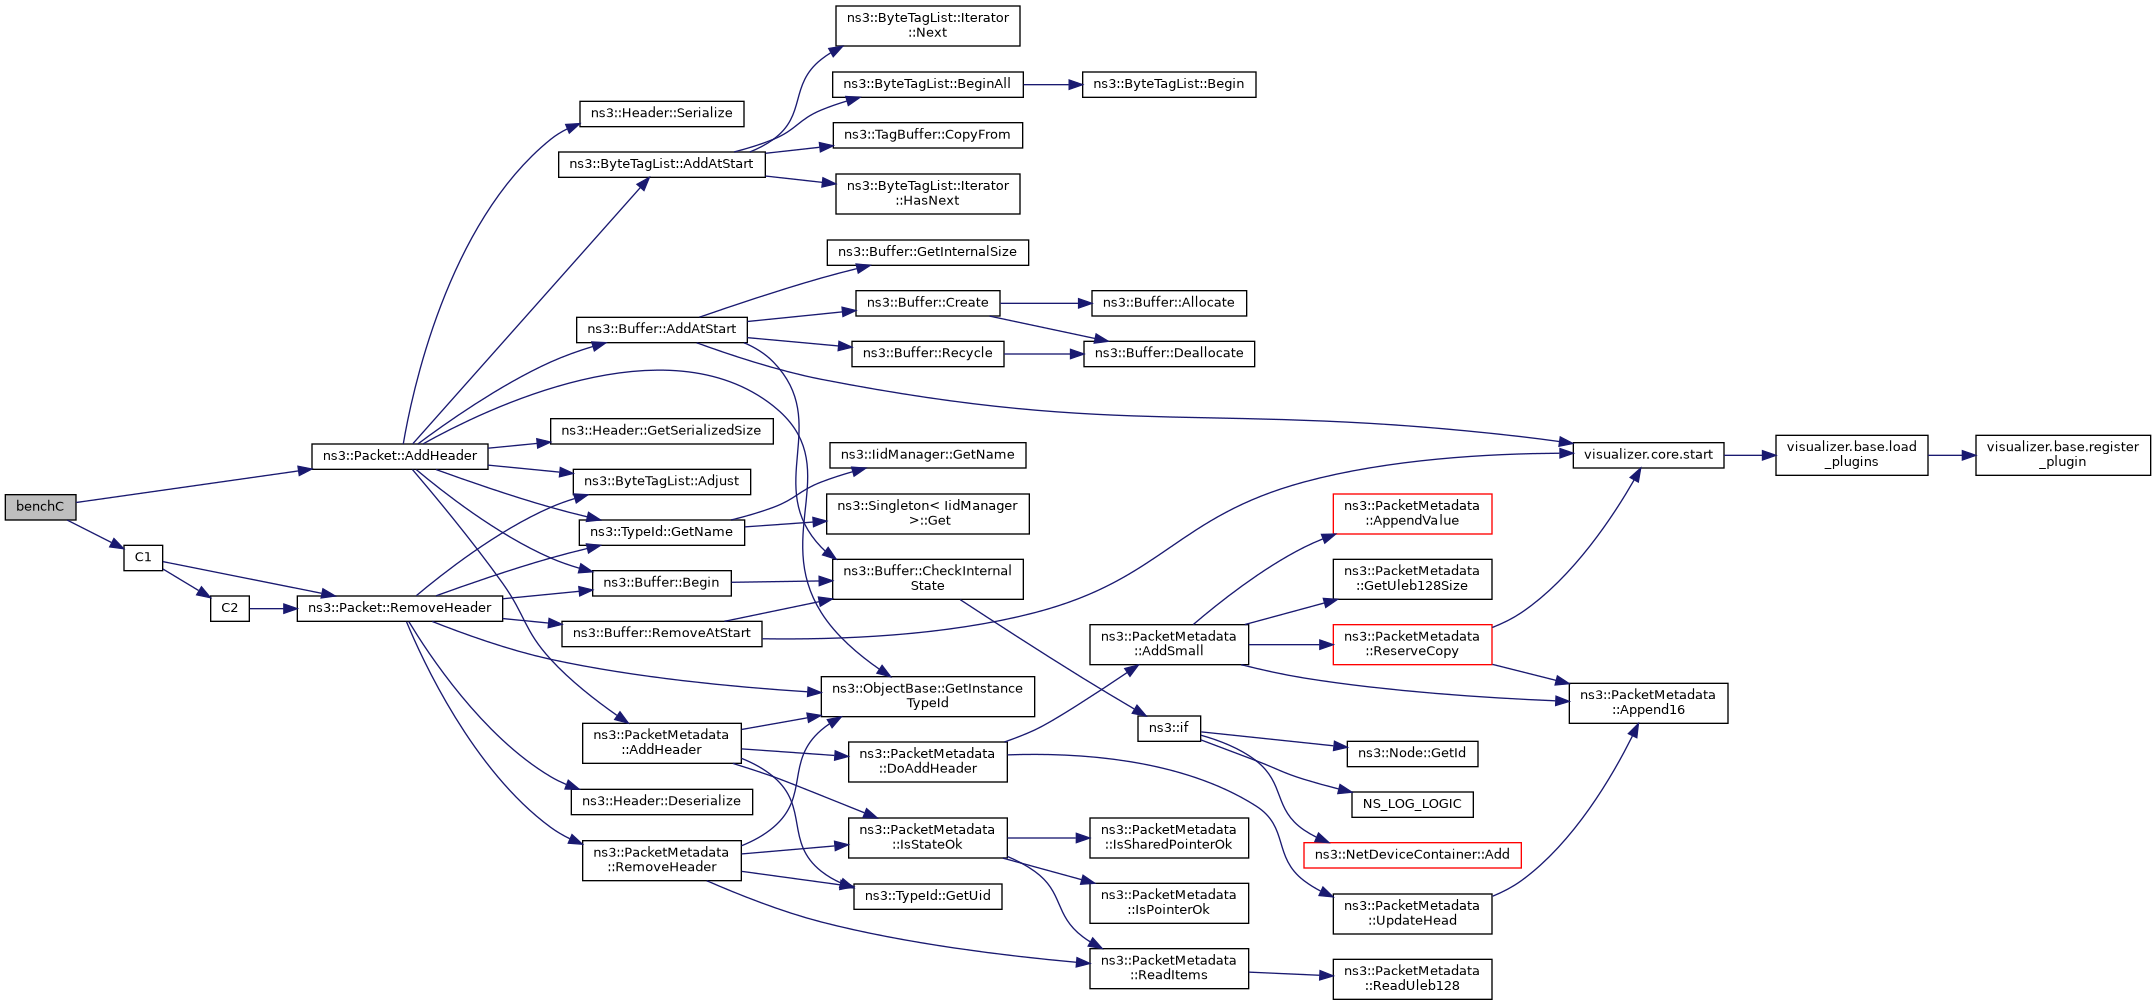 ns3::ByteTagList::Iterator
::Next
ns3::ByteTagList::BeginAll
ns3::ByteTagList::Begin
ns3::Header::Serialize
ns3::TagBuffer::CopyFrom
ns3::ByteTagList::AddAtStart
ns3::ByteTagList::Iterator
::HasNext
ns3::Buffer::GetInternalSize
ns3::Buffer::Create
ns3::Buffer::Allocate
ns3::Buffer::AddAtStart
ns3::Buffer::Recycle
ns3::Buffer::Deallocate
ns3::Header::GetSerializedSize
ns3::Packet::AddHeader
ns3::IidManager::GetName
visualizer.core.start
visualizer.base.load
_plugins
visualizer.base.register
_plugin
ns3::ByteTagList::Adjust
benchC
ns3::Singleton< IidManager
>::Get
ns3::PacketMetadata
::AppendValue
ns3::TypeId::GetName
C1
ns3::Buffer::Begin
ns3::Buffer::CheckInternal
State
ns3::PacketMetadata
::GetUleb128Size
C2
ns3::Packet::RemoveHeader
ns3::Buffer::RemoveAtStart
ns3::PacketMetadata
::AddSmall
ns3::PacketMetadata
::ReserveCopy
ns3::ObjectBase::GetInstance
TypeId
ns3::PacketMetadata
::Append16
ns3::PacketMetadata
::AddHeader
ns3::if
ns3::PacketMetadata
::DoAddHeader
ns3::Node::GetId
ns3::Header::Deserialize
NS_LOG_LOGIC
ns3::PacketMetadata
::IsStateOk
ns3::PacketMetadata
::IsSharedPointerOk
ns3::PacketMetadata
::RemoveHeader
ns3::NetDeviceContainer::Add
ns3::TypeId::GetUid
ns3::PacketMetadata
::IsPointerOk
ns3::PacketMetadata
::UpdateHead
ns3::PacketMetadata
::ReadItems
ns3::PacketMetadata
::ReadUleb128